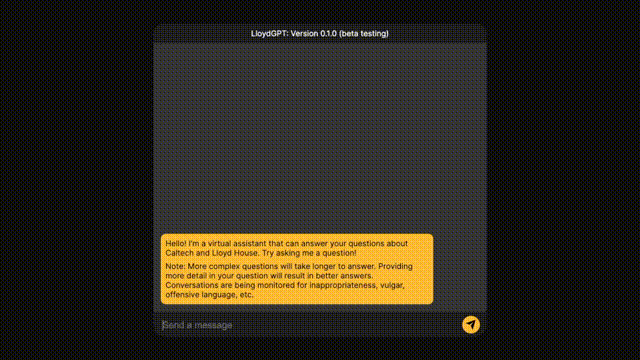 LloydGPT: Version 0.1.0 (beta testing)
Hello! I'm a virtual assistant that can answer your questions about
Caltech and Lloyd House. Try asking me a question!
Note: More complex questions will take longer to answer. Providing
more detail in your question will result in better answers.
Conversations are being monitored for inappropriateness, vulgar,
offensive language, etc.
Send a message